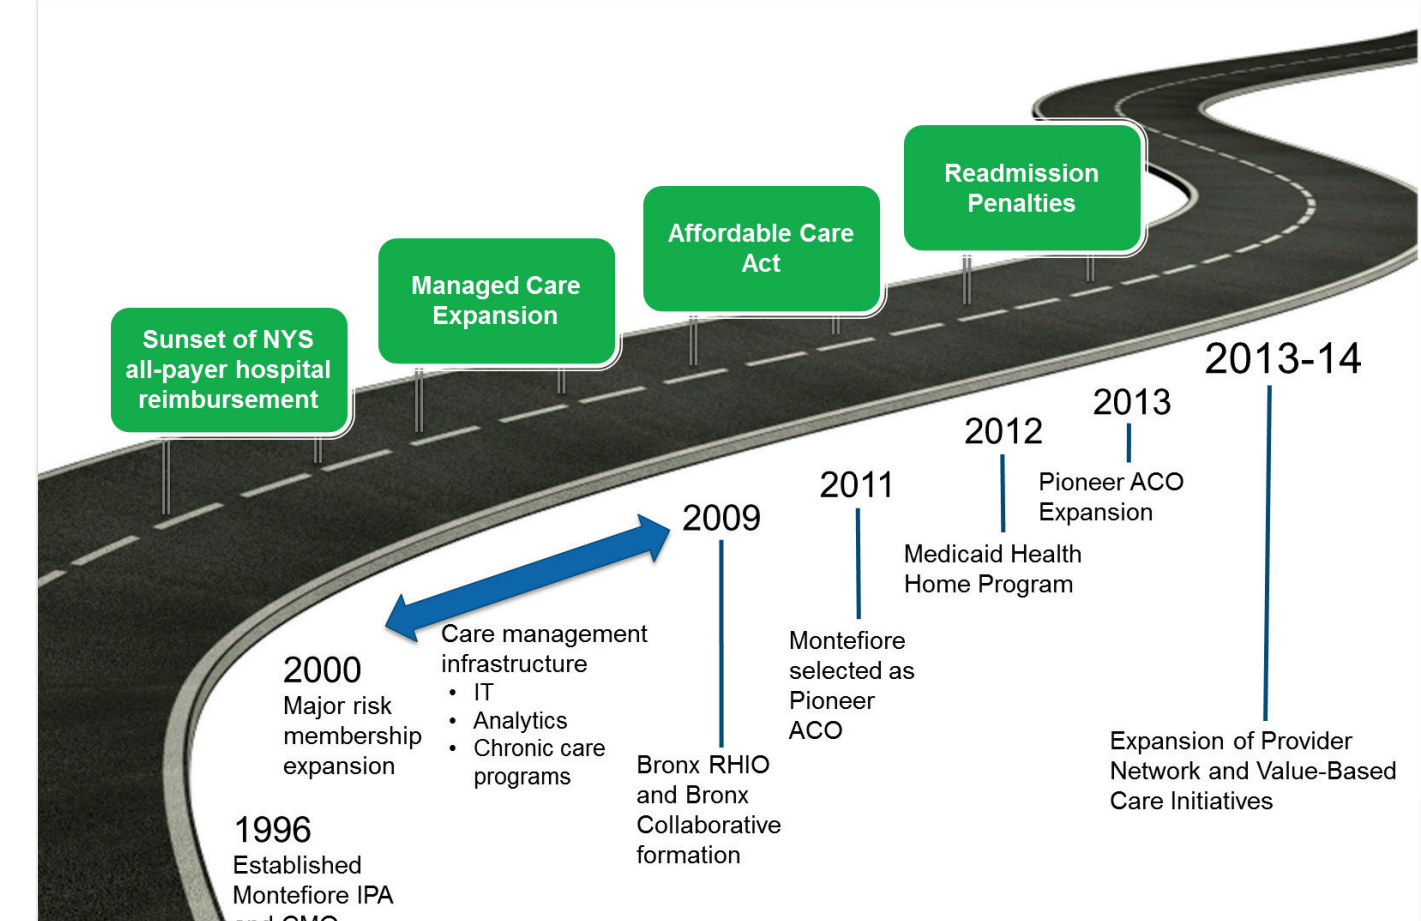 Readmission
Penalties
Affordable Care
Act
Managed Care
Expansion
Sunset of NYS
all-payer hospital
reimbursement
2013-14
Expansion of Provider
Network and Value-Based
Care Initiatives
2013
Pioneer ACO
Expansion
2012
Medicaid Health
Home Program
2011
Montefiore
selected as
Pioneer
ACO
2009
Bronx RHIO
and Bronx
Collaborative
formation
Care management
infrastructure
• IT
• Analytics
• Chronic care
programs
2000
Major risk
membership
expansion
1996
Established
Montefiore IPA
and CMO